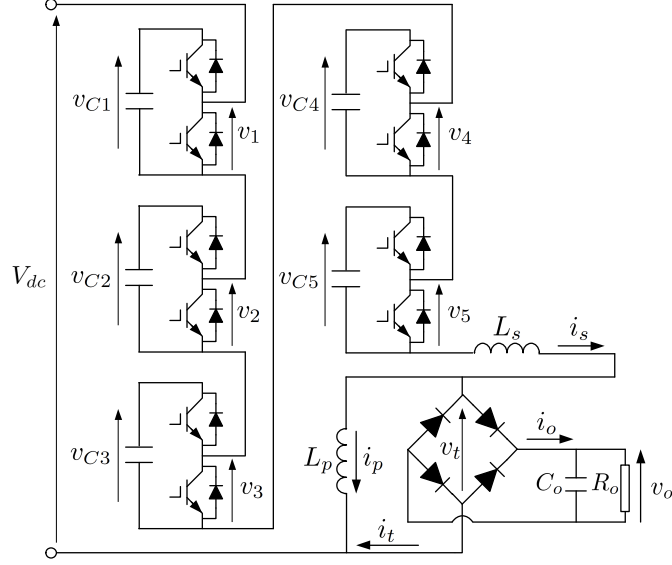 V_{dc}
v_{C1}
v_1
v_{C2}
v_2
v_{C3}
v_3
v_{C4}
v_4
v_{C5}
v_5
L_s
i_s
L_p
i_p
v_t
i_t
i_o
C_o
R_o
v_o